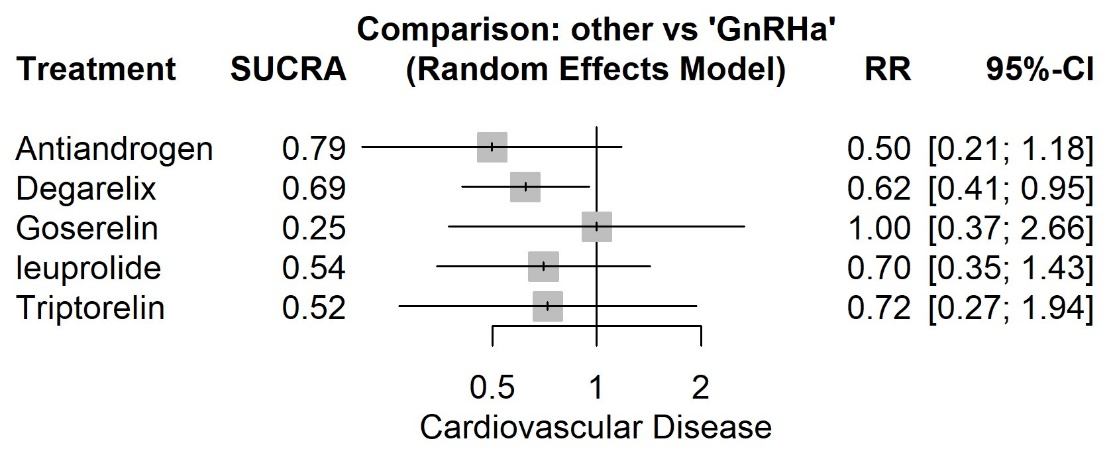 Comparison: other vs 'GnRHa'
Treatment SUCRA (Random Effects Model) RR 95%-CI
Antiandrogen 0.79 0.50 [0.21; 1.18]
Degarelix 0.69 0.62 [0.41; 0.95]
Goserelin 0.25 1.00 [0.37; 2.66]
leuprolide 0.54 0.70 [0.35; 1.43]
Triptorelin 0.52 0.72 [0.27; 1.94]
0.5 1 2
Cardiovascular Disease